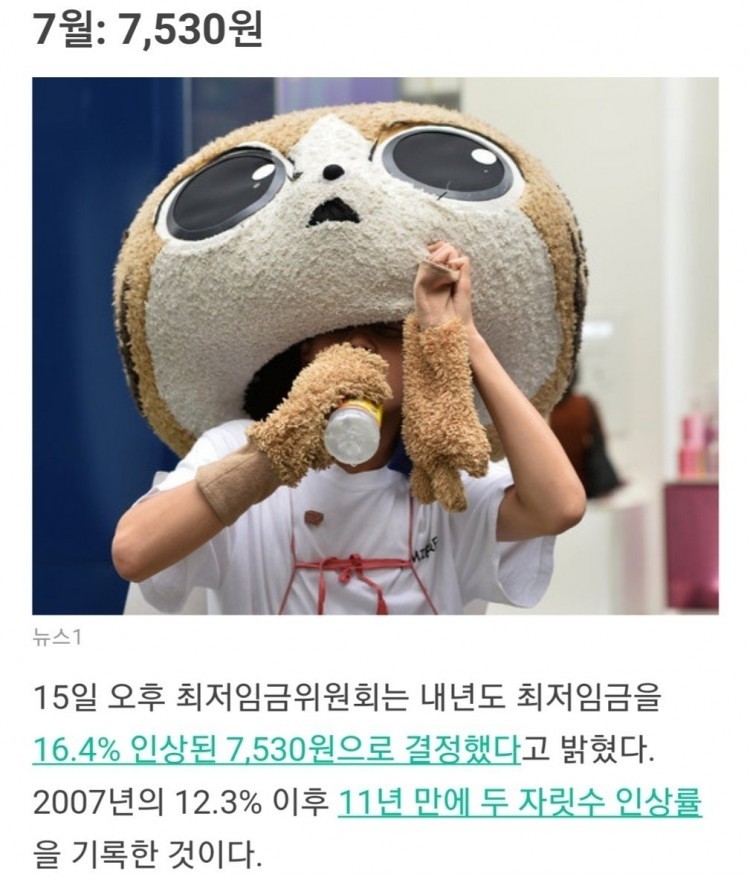 7월: 7,530원
뉴스1
15일 오후 최저임금위원회는 내년도 최저임금을
16.4% 인상된 7,530원으로 결정했다고 밝혔다.
2007년의 12.3% 이후 11년 만에 두 자릿수 인상률
을 기록한 것이다.